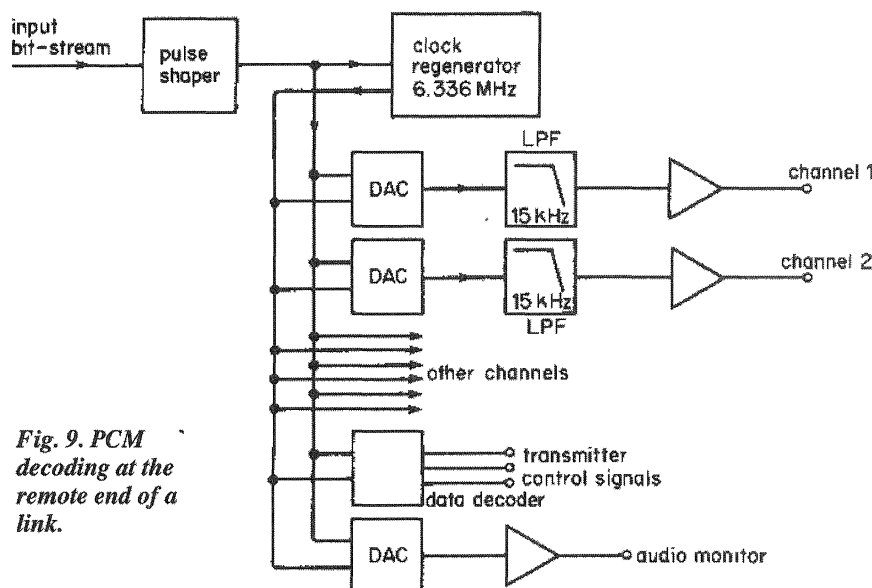 input
bit-stream
pulse
shaper
clock
regenerator
6.336 MHz
LPF
DAC
15 kHz
channel 1
DAC
15 kHz
LPF
channel 2
other channels
transmitter
control signals
data decoder
DAC
audio monitor
Fig. 9. PCM
decoding at the
remote end of a
link.